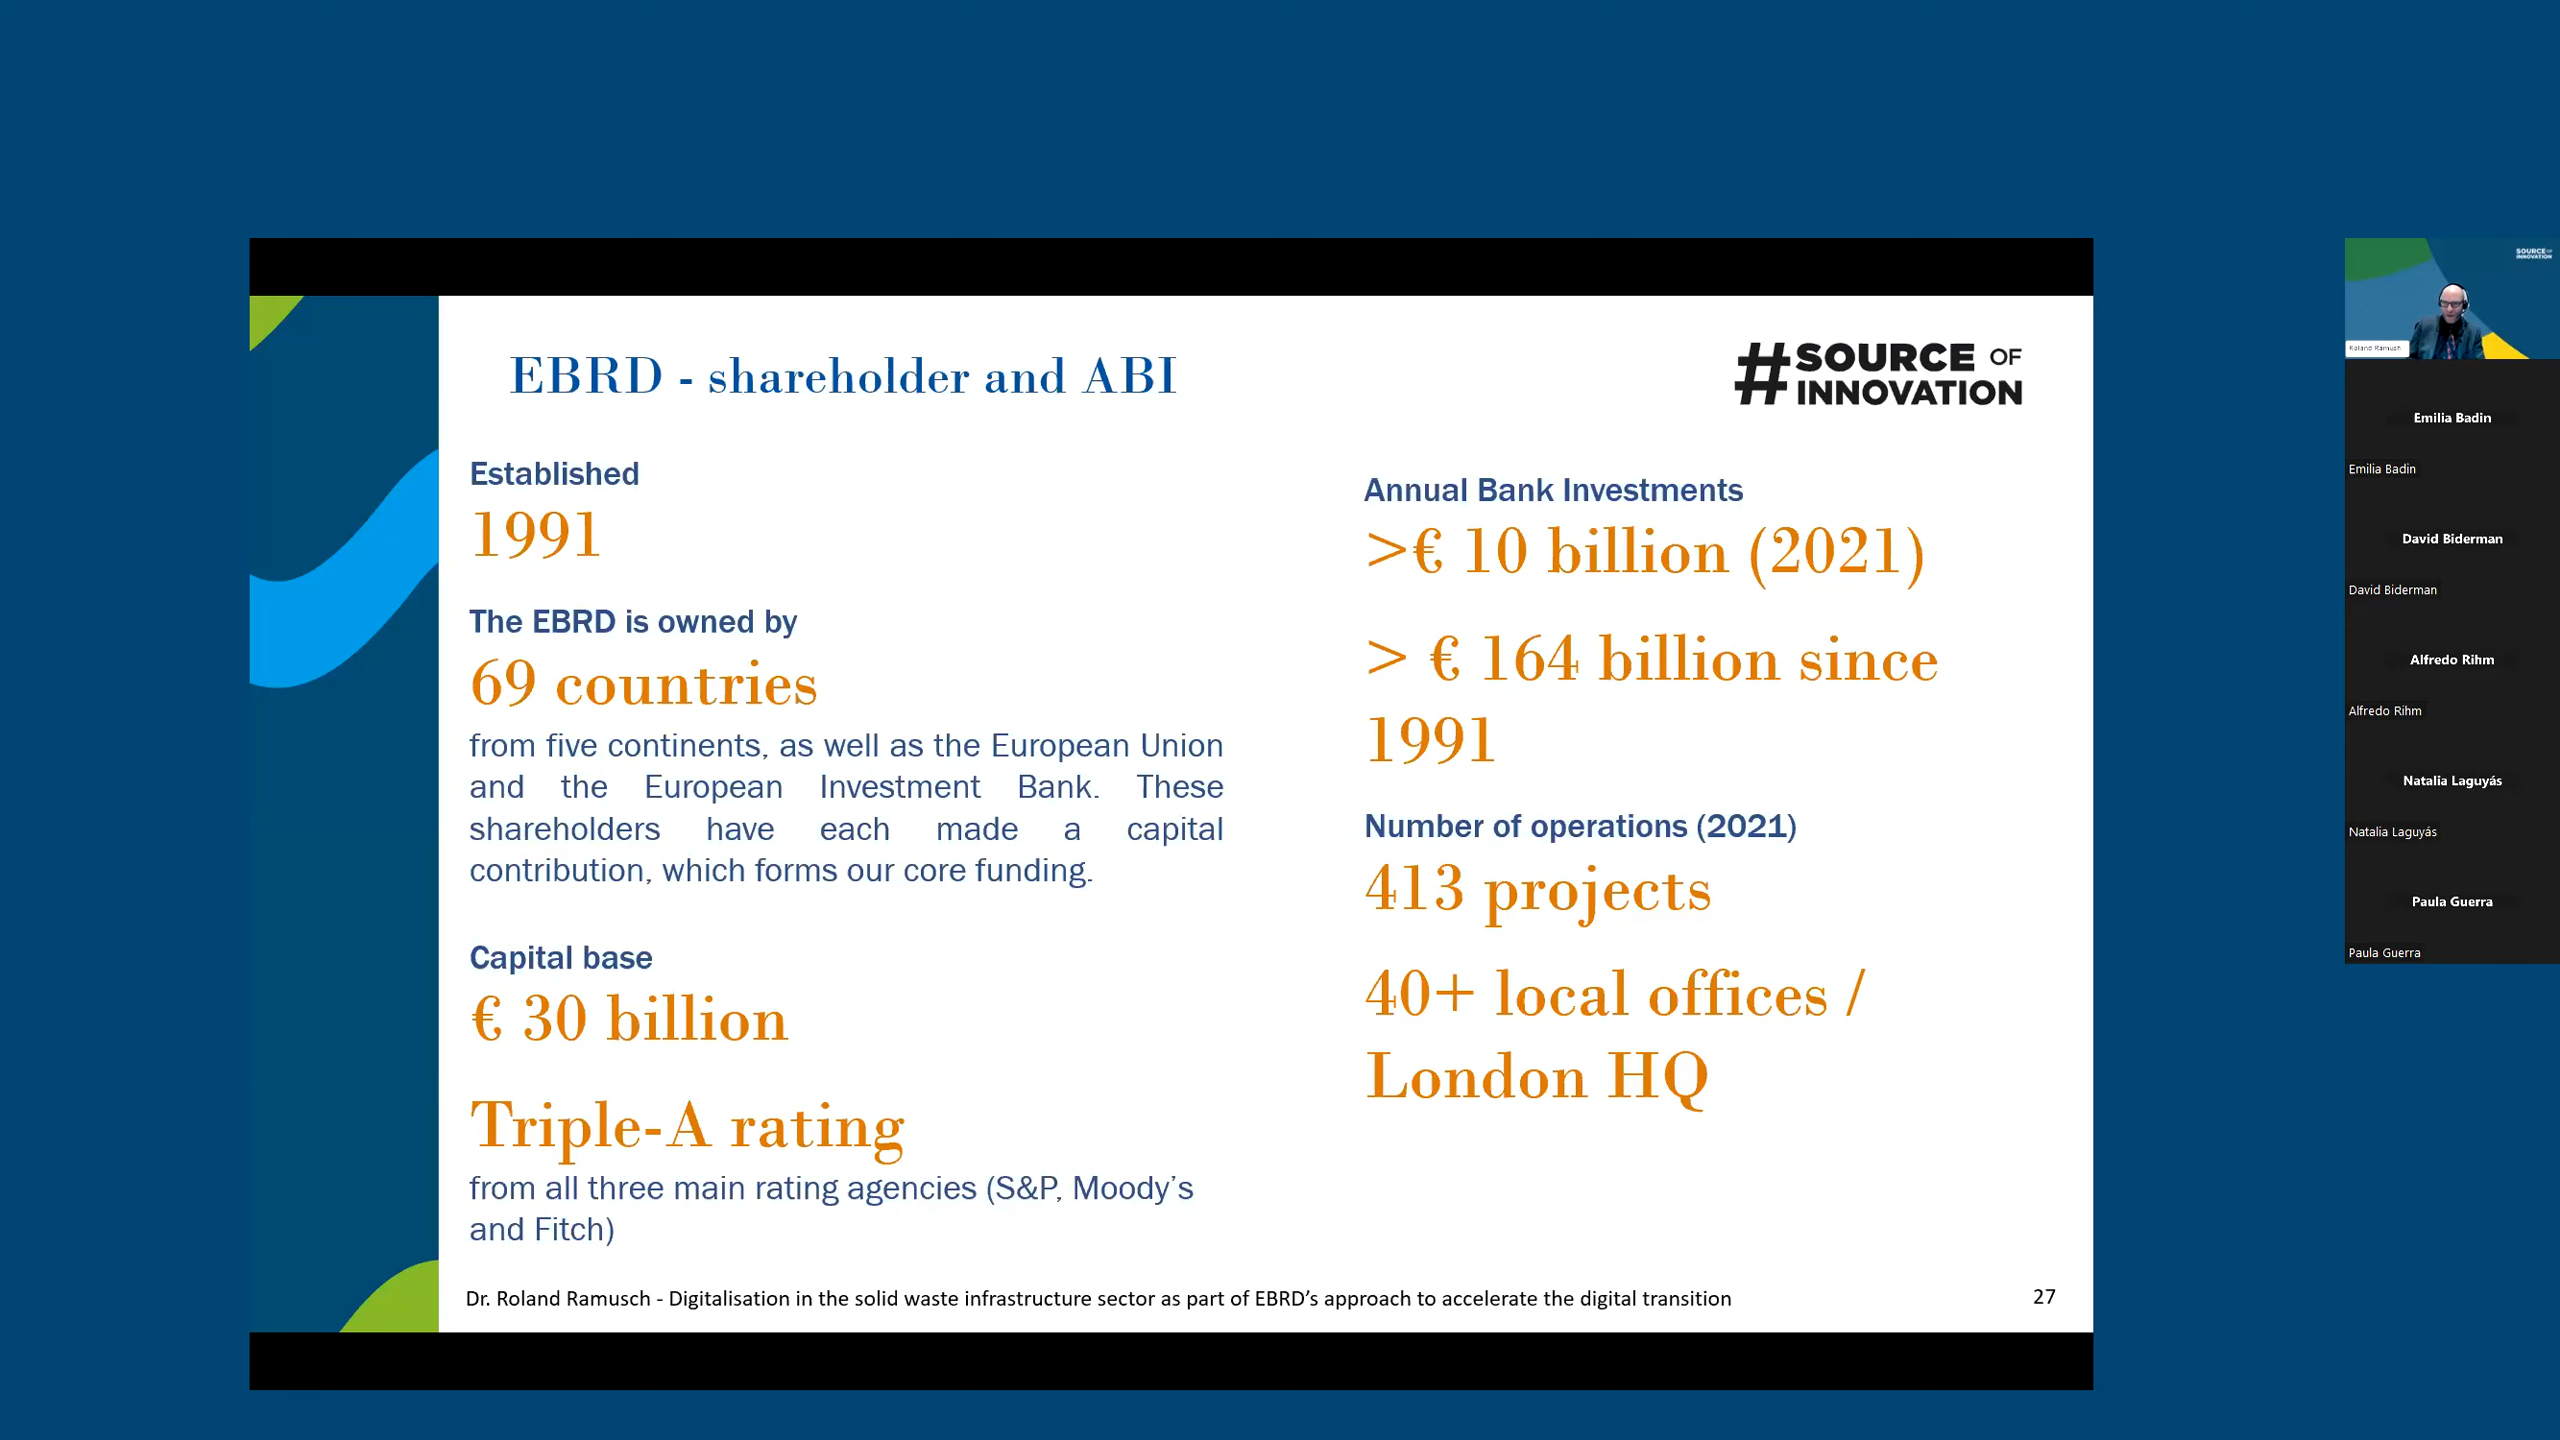 EBRD - shareholder and ABI
#SOURCE OF
INNOVATION
Established
1991
The EBRD is owned by
69 countries
from five continents, as well as the European Union
and the European Investment Bank. These
shareholders have each made a capital
contribution, which forms our core funding.
Capital base
€ 30 billion
Triple-A rating
from all three main rating agencies (S&P, Moody's
and Fitch)
Annual Bank Investments
>€ 10 billion (2021)
> € 164 billion since
1991
Number of operations (2021)
413 projects
40+ local offices /
London HQ
Dr. Roland Ramusch - Digitalisation in the solid waste infrastructure sector as part of EBRD’s approach to accelerate the digital transition
27
SOURCE OF
INNOVATION
Roland Ramush
Emilia Badin
Emilia Badin
David Biderman
David Biderman
Alfredo Rihm
Alfredo Rihm
Natalia Laguyás
Natalia Laguyás
Paula Guerra
Paula Guerra